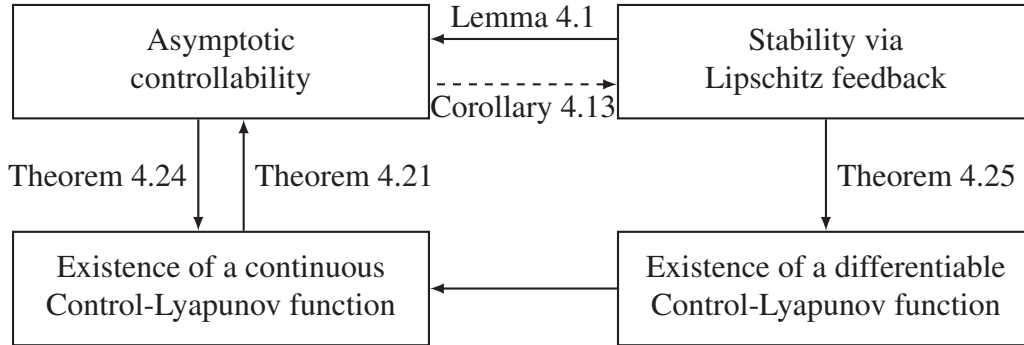 Asymptotic
controllability
Lemma 4.1
Corollary 4.13
Stability via
Lipschitz feedback
Theorem 4.24
Theorem 4.21
Theorem 4.25
Existence of a continuous
Control-Lyapunov function
Existence of a differentiable
Control-Lyapunov function